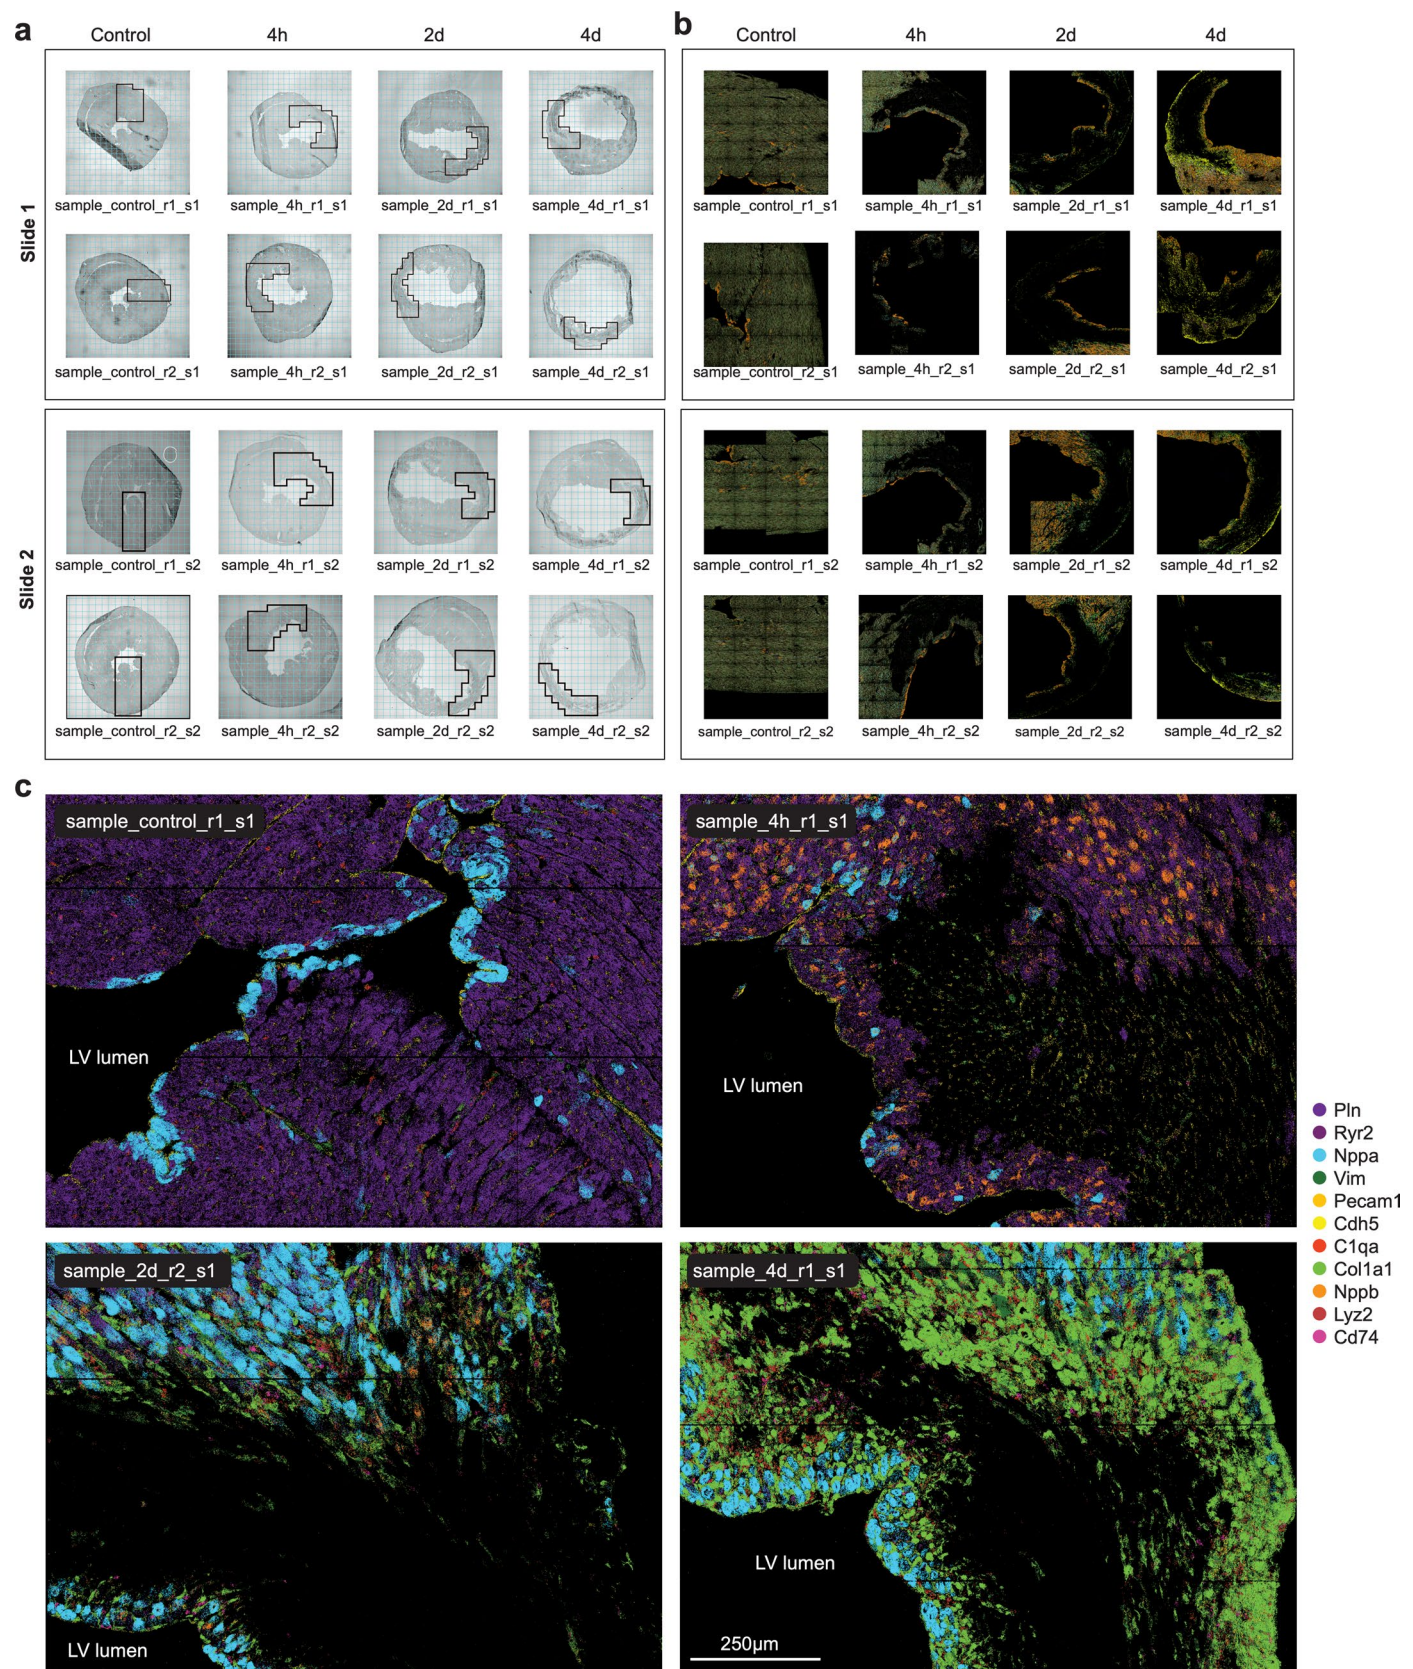 a
Control 4h 2d 4d
Slide 1
sample_control_r1_s1 sample_4h_r1_s1 sample_2d_r1_s1 sample_4d_r1_s1
sample_control_r2_s1 sample_4h_r2_s1 sample_2d_r2_s1 sample_4d_r2_s1
Slide 2
sample_control_r1_s2 sample_4h_r1_s2 sample_2d_r1_s2 sample_4d_r1_s2
sample_control_r2_s2 sample_4h_r2_s2 sample_2d_r2_s2 sample_4d_r2_s2
b
Control 4h 2d 4d
sample_control_r1_s1 sample_4h_r1_s1 sample_2d_r1_s1 sample_4d_r1_s1
sample_control_r2_s1 sample_4h_r2_s1 sample_2d_r2_s1 sample_4d_r2_s1
sample_control_r1_s2 sample_4h_r1_s2 sample_2d_r1_s2 sample_4d_r1_s2
sample_control_r2_s2 sample_4h_r2_s2 sample_2d_r2_s2 sample_4d_r2_s2
c
sample_control_r1_s1
LV lumen
sample_4h_r1_s1
LV lumen
sample_2d_r2_s1
LV lumen
sample_4d_r1_s1
LV lumen
250μm
Pln
Ryr2
Nppa
Vim
Pecam1
Cdh5
C1qa
Col1a1
Nppb
Lyz2
Cd74